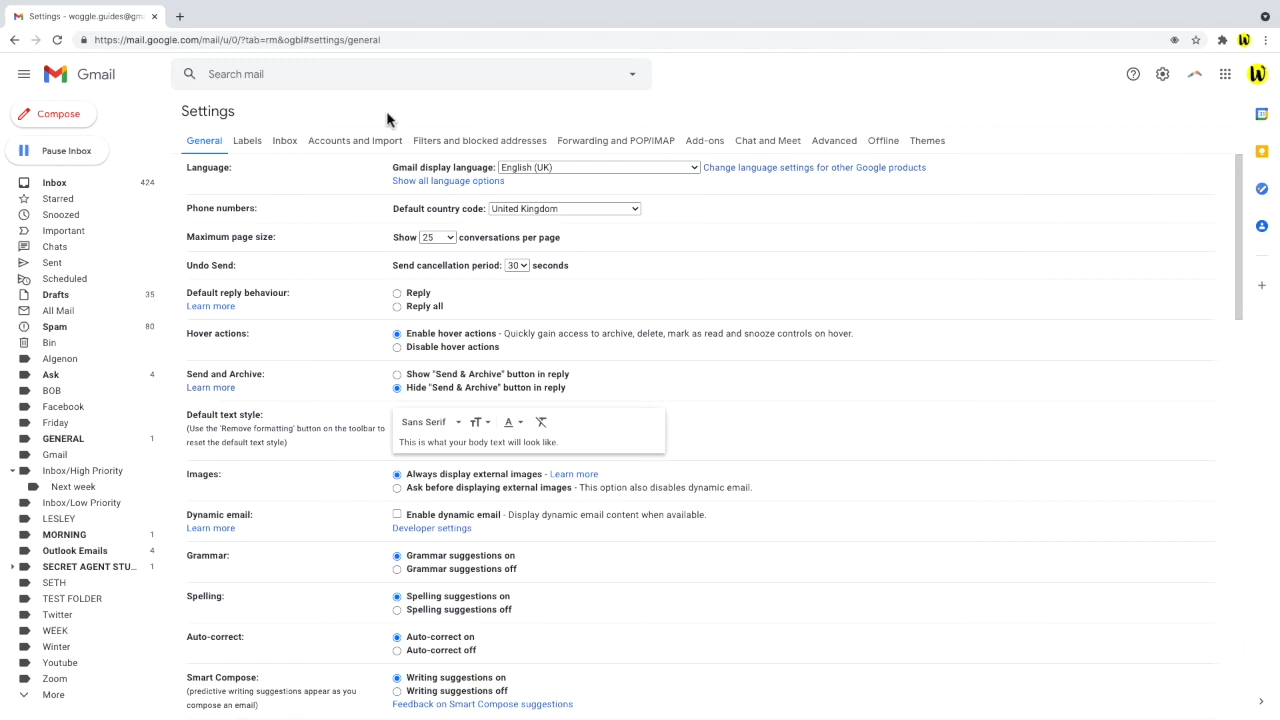 Settings - woggle.guides@gm
https://mail.google.com/mail/u/0/?tab=rm&ogbl#settings/general
Gmail
Search mail
Compose
Pause Inbox
Inbox 424
Starred
Snoozed
Important
Chats
Sent
Scheduled
Drafts 35
All Mail
Spam 80
Bin
Algenon
Ask 4
BOB
Facebook
Friday
GENERAL 1
Gmail
Inbox/High Priority
Next week
Inbox/Low Priority
LESLEY
MORNING 1
Outlook Emails 4
SECRET AGENT STU... 1
SETH
TEST FOLDER
Twitter
WEEK
Winter
Youtube
Zoom
More
Settings
General Labels Inbox Accounts and Import Filters and blocked addresses Forwarding and POP/IMAP Add-ons Chat and Meet Advanced Offline Themes
Language: Gmail display language: English (UK) Change language settings for other Google products
Show all language options
Phone numbers: Default country code: United Kingdom
Maximum page size: Show 25 conversations per page
Undo Send: Send cancellation period: 30 seconds
Default reply behaviour: Reply
Learn more Reply all
Hover actions: Enable hover actions - Quickly gain access to archive, delete, mark as read and snooze controls on hover.
Disable hover actions
Send and Archive: Show "Send & Archive" button in reply
Learn more Hide "Send & Archive" button in reply
Default text style:
(Use the 'Remove formatting' button on the toolbar to
reset the default text style)
Sans Serif TT A
This is what your body text will look like.
Images: Always display external images - Learn more
Ask before displaying external images - This option also disables dynamic email.
Dynamic email: Enable dynamic email - Display dynamic email content when available.
Learn more Developer settings
Grammar: Grammar suggestions on
Grammar suggestions off
Spelling: Spelling suggestions on
Spelling suggestions off
Auto-correct: Auto-correct on
Auto-correct off
Smart Compose: Writing suggestions on
(predictive writing suggestions appear as you Writing suggestions off
compose an email) Feedback on Smart Compose suggestions